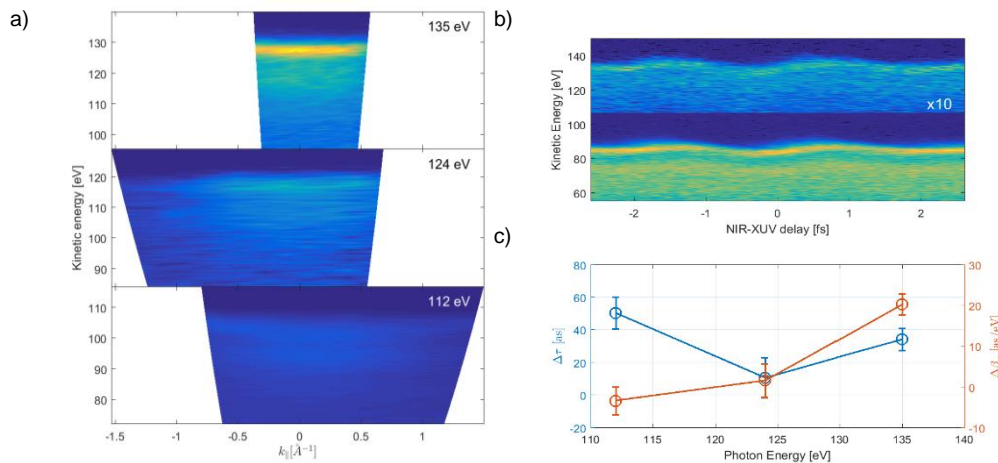 a)
135 eV
130
120
110
100
124 eV
Kinetic energy [eV]
120
110
100
90
112 eV
100
90
80
-1.5 -1 -0.5 0 0.5 1
k∥[Å⁻¹]
b)
Kinetic Energy [eV]
140
120
100
80
60
x10
-2 -1 0 1 2
NIR-XUV delay [fs]
c)
Δτ [as]
80
60
40
20
0
-20
30
20
10
0
-10
Δβ [as/eV]
110 115 120 125 130 135 140
Photon Energy [eV]